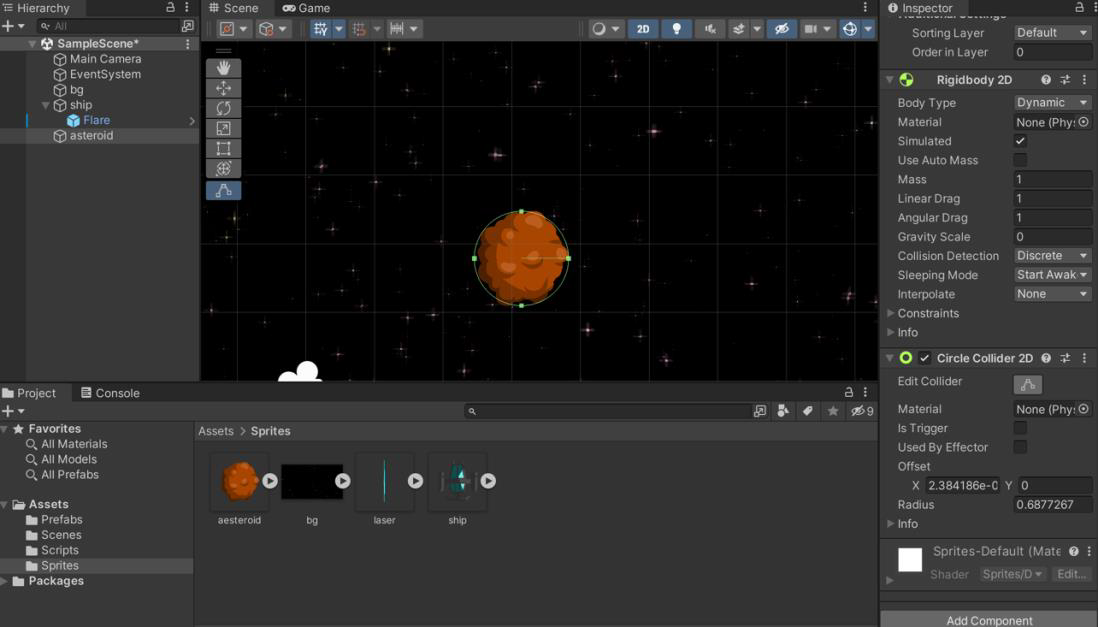 Hierarchy
All
SampleScene*
Main Camera
EventSystem
bg
ship
Flare
asteroid
Scene Game
2D
Project Console
9
Favorites
All Materials
All Models
All Prefabs
Assets
Prefabs
Scenes
Scripts
Sprites
Packages
Assets > Sprites
aesteroid bg laser ship
Inspector
Additional Settings
Sorting Layer Default
Order in Layer 0
Rigidbody 2D
Body Type Dynamic
Material None (Phy:
Simulated
Use Auto Mass
Mass 1
Linear Drag 1
Angular Drag 1
Gravity Scale 0
Collision Detection Discrete
Sleeping Mode Start Awak
Interpolate None
Constraints
Info
Circle Collider 2D
Edit Collider
Material None (Phy:
Is Trigger
Used By Effector
Offset
X 2.384186e-0 Y 0
Radius 0.6877267
Info
Sprites-Default (Mate
Shader Sprites/D Edit...
Add Component